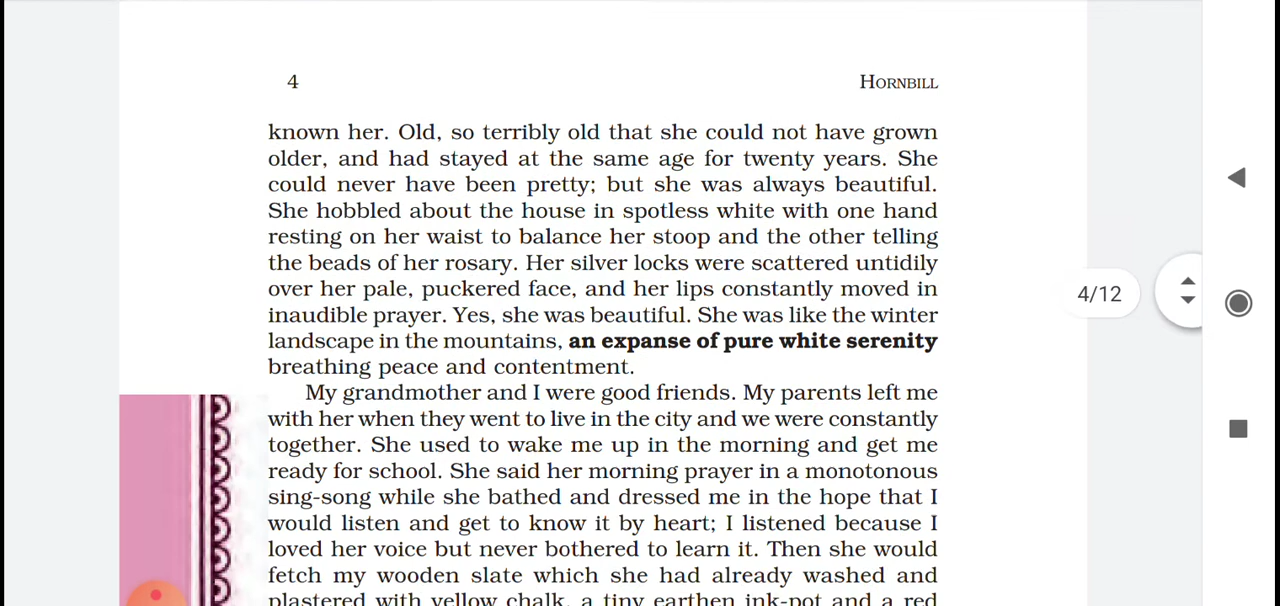 4 HORNBILL
known her. Old, so terribly old that she could not have grown
older, and had stayed at the same age for twenty years. She
could never have been pretty; but she was always beautiful.
She hobbled about the house in spotless white with one hand
resting on her waist to balance her stoop and the other telling
the beads of her rosary. Her silver locks were scattered untidily
over her pale, puckered face, and her lips constantly moved in
inaudible prayer. Yes, she was beautiful. She was like the winter
landscape in the mountains, an expanse of pure white serenity
breathing peace and contentment.
My grandmother and I were good friends. My parents left me
with her when they went to live in the city and we were constantly
together. She used to wake me up in the morning and get me
ready for school. She said her morning prayer in a monotonous
sing-song while she bathed and dressed me in the hope that I
would listen and get to know it by heart; I listened because I
loved her voice but never bothered to learn it. Then she would
fetch my wooden slate which she had already washed and
plastered with yellow chalk, a tiny earthen ink-pot and a red
4/12